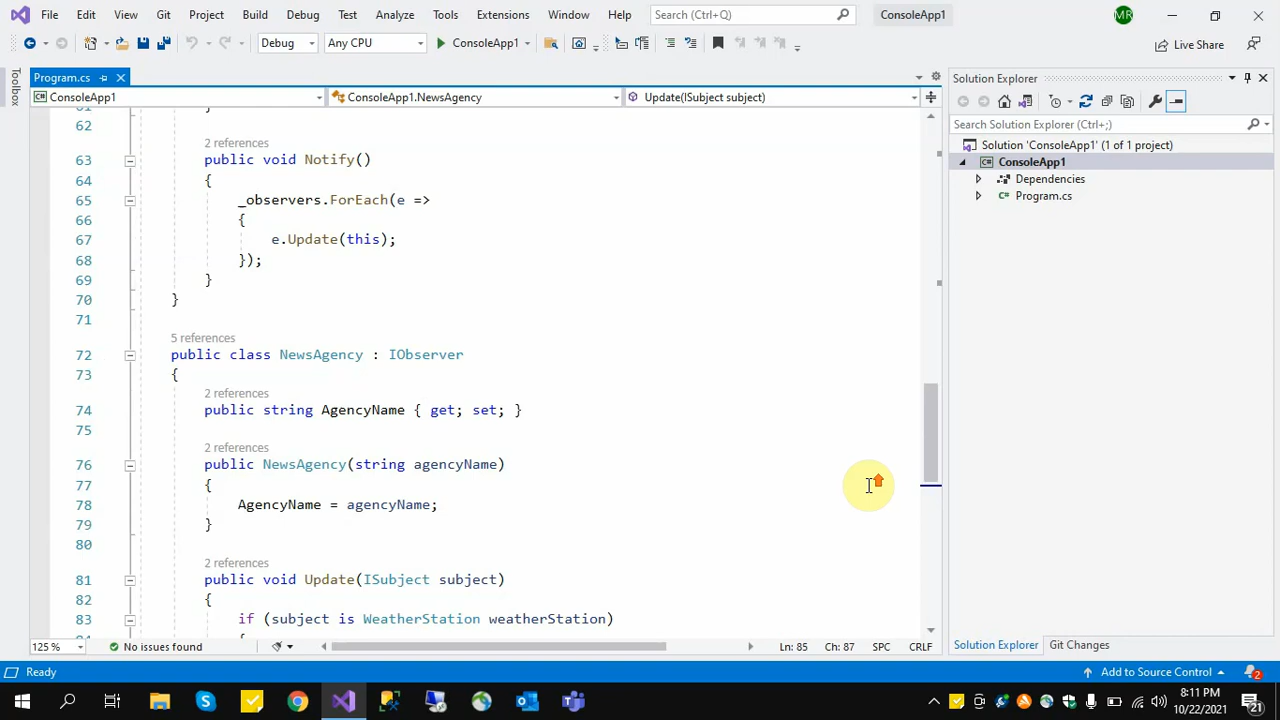 File Edit View Git Project Build Debug Test Analyze Tools Extensions Window Help Search (Ctrl+Q) ConsoleApp1 MR
Debug Any CPU ConsoleApp1 Live Share
Toolbox
Program.cs
ConsoleApp1 ConsoleApp1.NewsAgency Update(ISubject subject)
62
2 references
63 public void Notify()
64 {
65 _observers.ForEach(e =>
66 {
67 e.Update(this);
68 });
69 }
70 }
71
5 references
72 public class NewsAgency : IObserver
73 {
2 references
74 public string AgencyName { get; set; }
75
2 references
76 public NewsAgency(string agencyName)
77 {
78 AgencyName = agencyName;
79 }
80
2 references
81 public void Update(ISubject subject)
82 {
83 if (subject is WeatherStation weatherStation)
{
125 % No issues found Ln: 85 Ch: 87 SPC CRLF
Solution Explorer
Search Solution Explorer (Ctrl+;)
Solution 'ConsoleApp1' (1 of 1 project)
ConsoleApp1
Dependencies
Program.cs
Solution Explorer Git Changes
Ready Add to Source Control 2
8:11 PM
10/22/2021
21